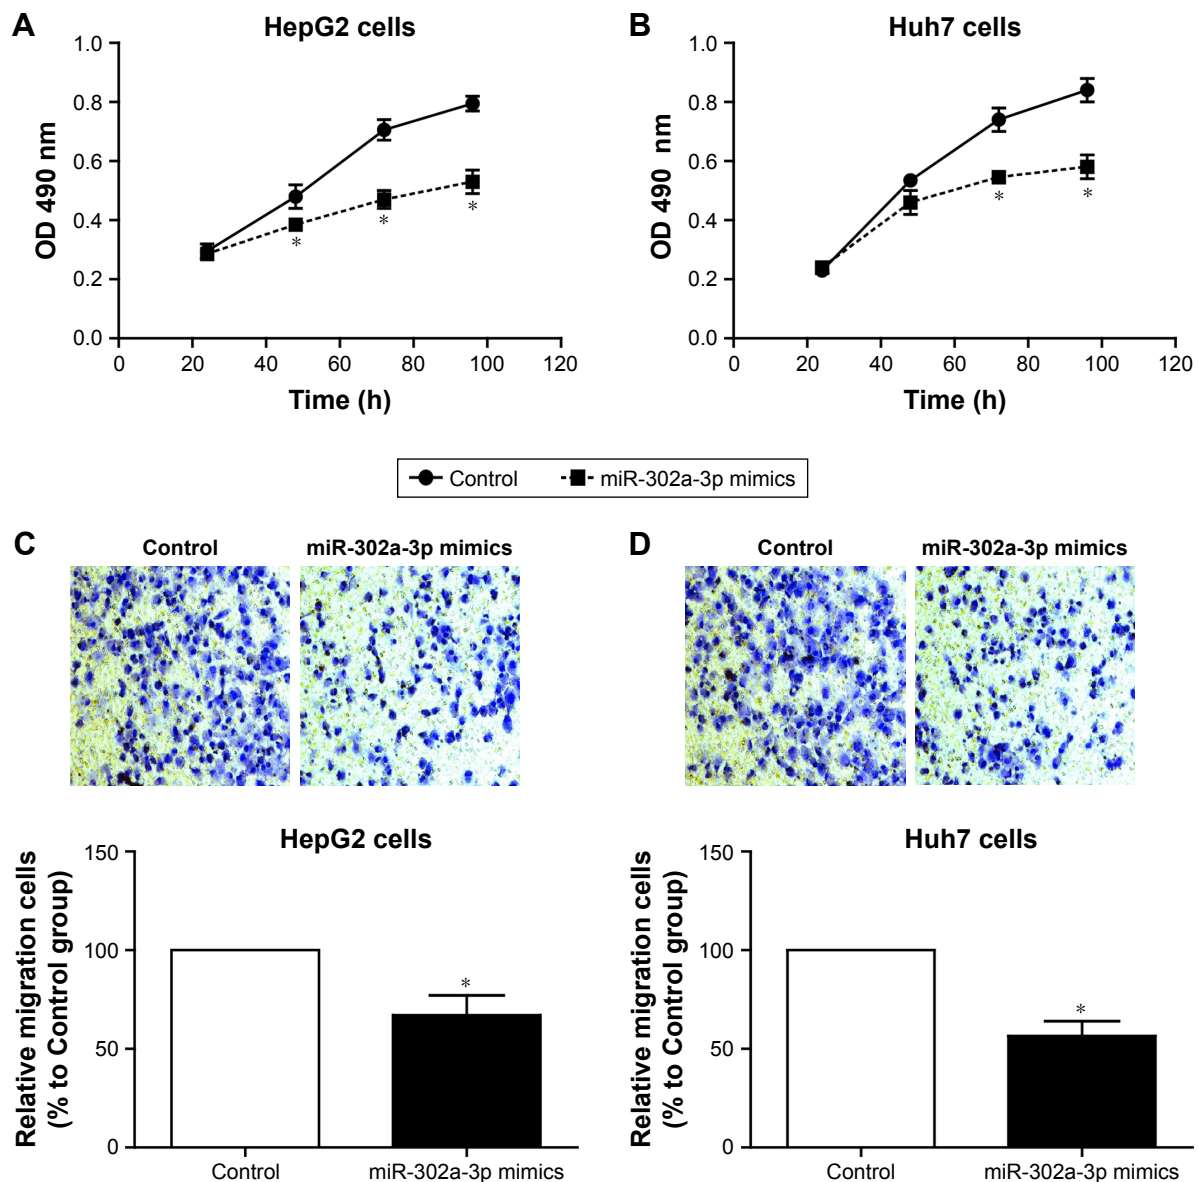 A
HepG2 cells
OD 490 nm
1.0
0.8
0.6
0.4
0.2
0.0
*
*
*
0 20 40 60 80 100 120
Time (h)
B
Huh7 cells
OD 490 nm
1.0
0.8
0.6
0.4
0.2
0.0
*
*
0 20 40 60 80 100 120
Time (h)
Control miR-302a-3p mimics
C
Control miR-302a-3p mimics
HepG2 cells
Relative migration cells
(% to Control group)
150
100
50
0
*
Control miR-302a-3p mimics
D
Control miR-302a-3p mimics
Huh7 cells
Relative migration cells
(% to Control group)
150
100
50
0
*
Control miR-302a-3p mimics